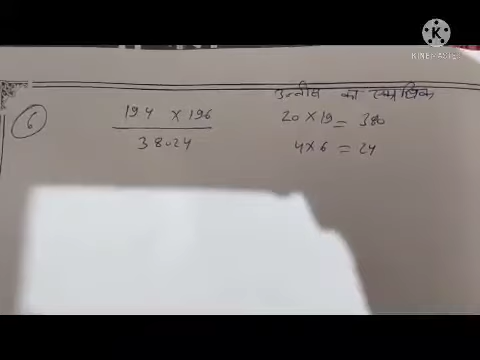 KINEMASTER
6
194 x 196
38024
उन्नीस का
20 x 19 = 380
4 x 6 = 24